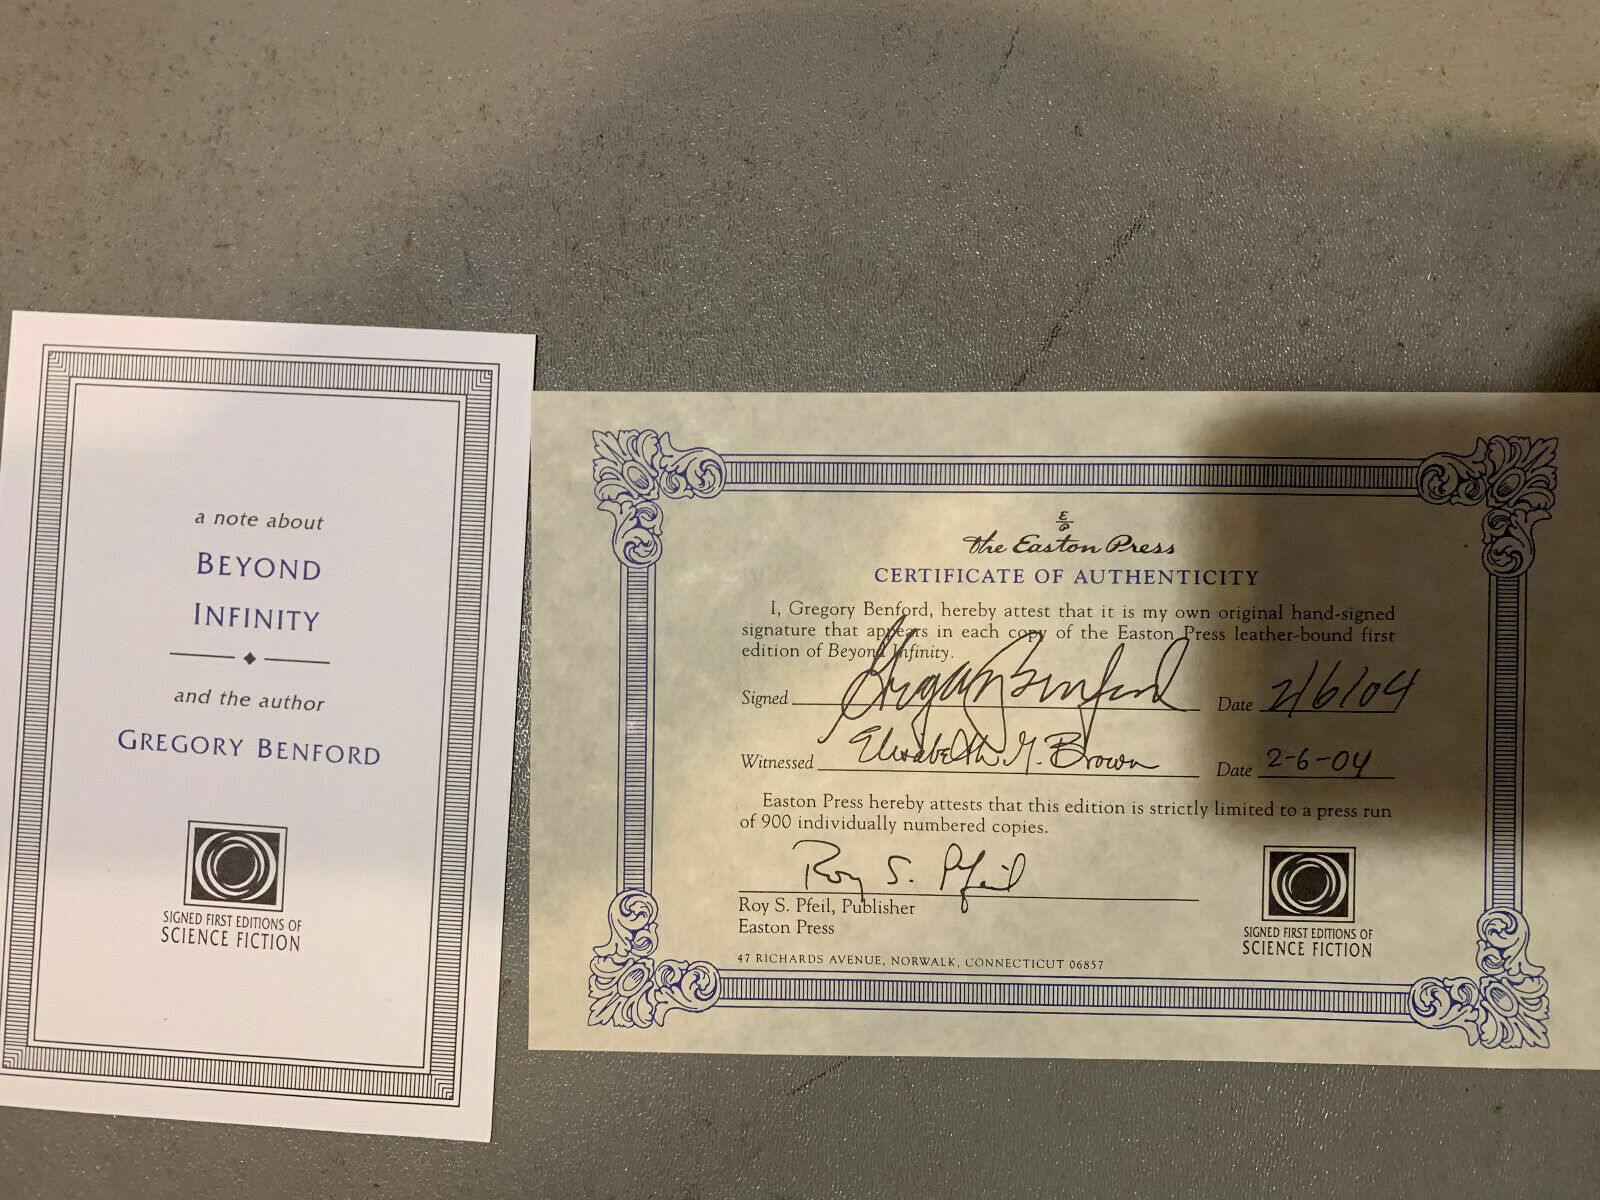 a note about
BEYOND
INFINITY
and the author
GREGORY BENFORD
SIGNED FIRST EDITIONS OF
SCIENCE FICTION
The Easton Press
CERTIFICATE OF AUTHENTICITY
I, Gregory Benford, hereby attest that it is my own original hand-signed
signature that appears in each copy of the Easton Press leather-bound first
edition of Beyond Infinity.
Signed Gregory Benford Date 2/6/04
Witnessed Elizabeth M. Brown Date 2-6-04
Easton Press hereby attests that this edition is strictly limited to a press run
of 900 individually numbered copies.
Roy S. Pfeil
Roy S. Pfeil, Publisher
Easton Press
47 RICHARDS AVENUE, NORWALK, CONNECTICUT 06857
SIGNED FIRST EDITIONS OF
SCIENCE FICTION